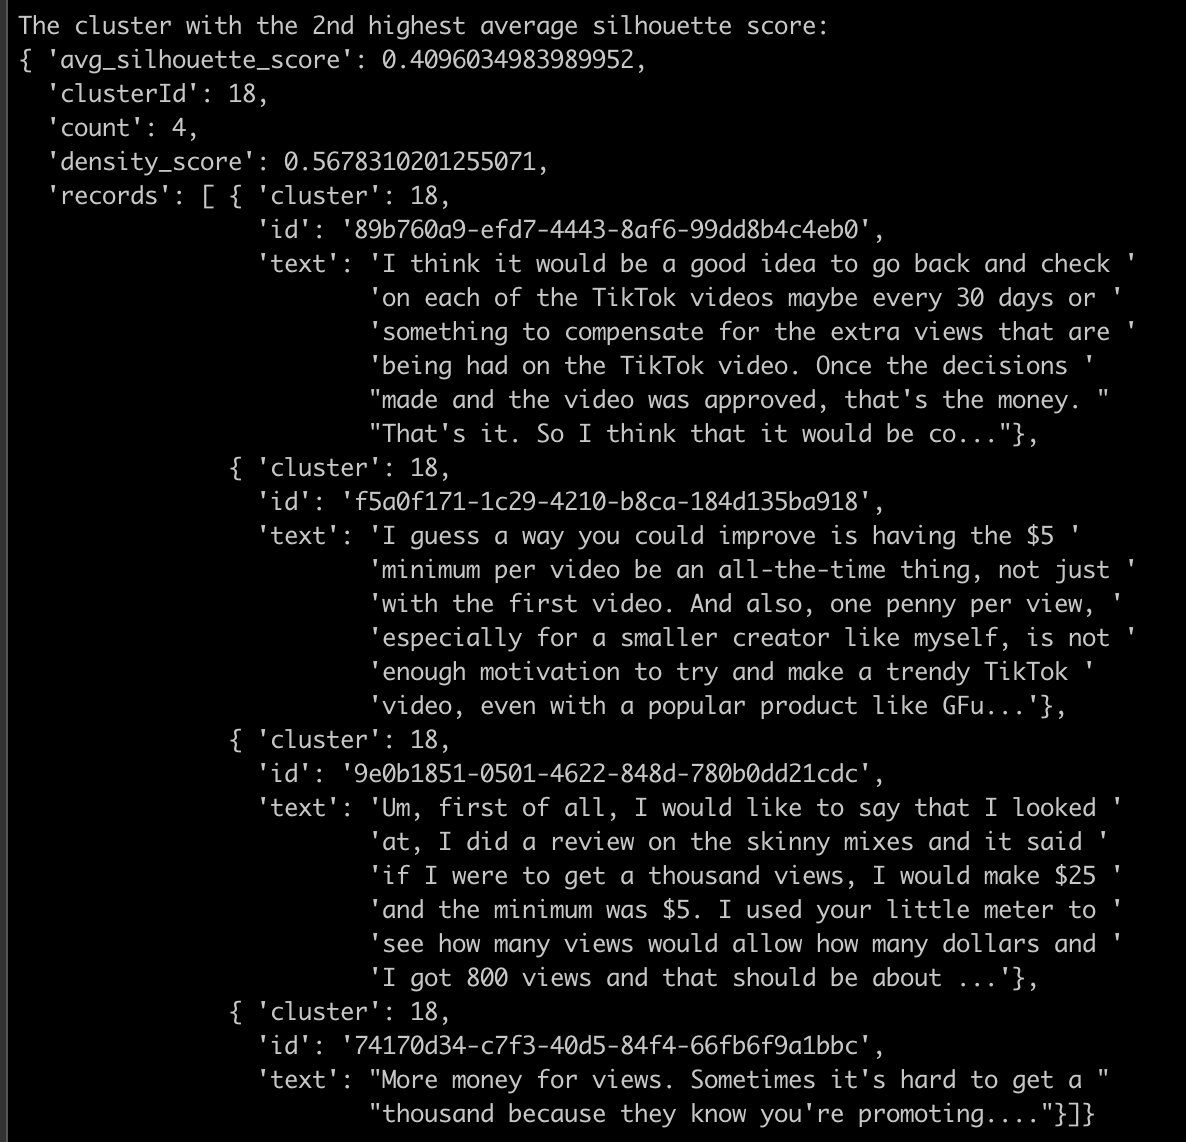 The cluster with the 2nd highest average silhouette score:
{ 'avg_silhouette_score': 0.4096034983989952,
  'clusterId': 18,
  'count': 4,
  'density_score': 0.5678310201255071,
  'records': [ { 'cluster': 18,
                 'id': '89b760a9-efd7-4443-8af6-99dd8b4c4eb0',
                 'text': 'I think it would be a good idea to go back and check '
                         'on each of the TikTok videos maybe every 30 days or '
                         'something to compensate for the extra views that are '
                         'being had on the TikTok video. Once the decisions '
                         "made and the video was approved, that's the money. "
                         "That's it. So I think that it would be co..."},
               { 'cluster': 18,
                 'id': 'f5a0f171-1c29-4210-b8ca-184d135ba918',
                 'text': 'I guess a way you could improve is having the $5 '
                         'minimum per video be an all-the-time thing, not just '
                         'with the first video. And also, one penny per view, '
                         'especially for a smaller creator like myself, is not '
                         'enough motivation to try and make a trendy TikTok '
                         'video, even with a popular product like GFu...'},
               { 'cluster': 18,
                 'id': '9e0b1851-0501-4622-848d-780b0dd21cdc',
                 'text': 'Um, first of all, I would like to say that I looked '
                         'at, I did a review on the skinny mixes and it said '
                         'if I were to get a thousand views, I would make $25 '
                         'and the minimum was $5. I used your little meter to '
                         'see how many views would allow how many dollars and '
                         'I got 800 views and that should be about ...'},
               { 'cluster': 18,
                 'id': '74170d34-c7f3-40d5-84f4-66fb6f9a1bbc',
                 'text': "More money for views. Sometimes it's hard to get a "
                         "thousand because they know you're promoting...."}]}